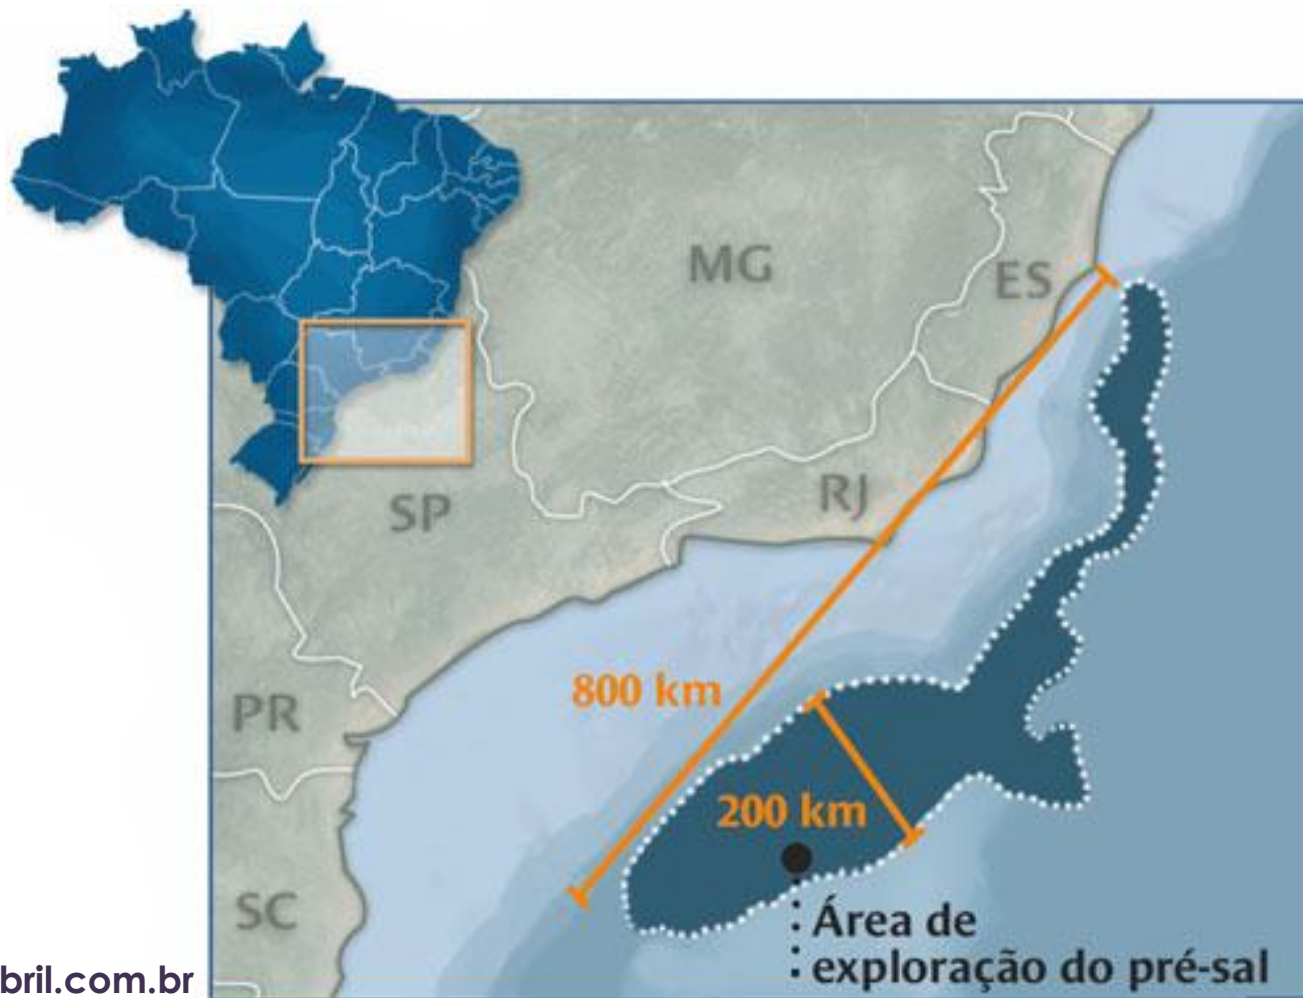 MG
ES
SP
RJ
800 km
PR
200 km
SC
Área de
exploração do pré-sal
bril.com.br